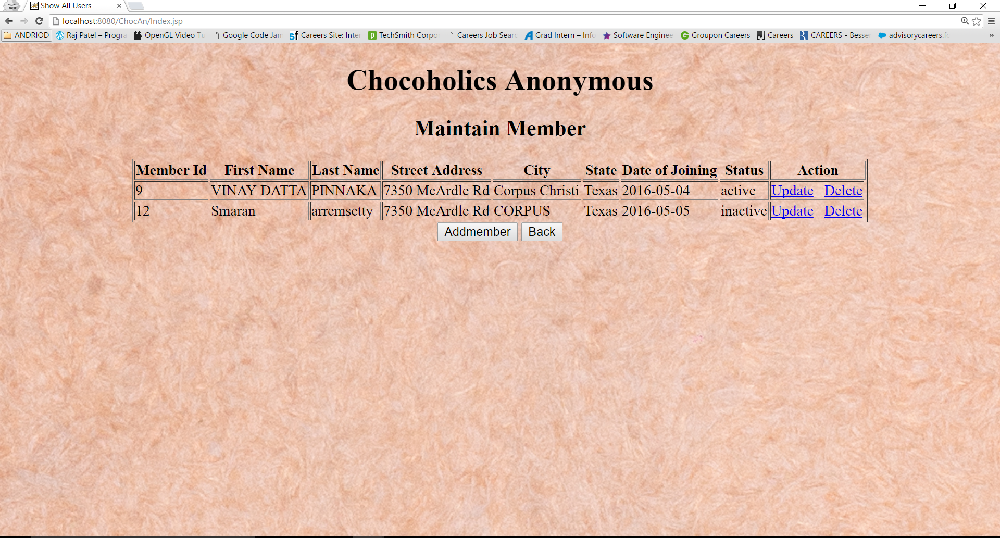 Show All Users
localhost:8080/ChocAn/Index.jsp
ANDRIOD Raj Patel – Progra OpenGL Video Tu Google Code Jam Careers Site: Inter TechSmith Corpor Careers Job Searc Grad Intern – Info Software Enginee Groupon Careers Careers CAREERS - Besser advisorycareers.fo »
Chocoholics Anonymous
Maintain Member
Member Id First Name Last Name Street Address City State Date of Joining Status Action
9 VINAY DATTA PINNAKA 7350 McArdle Rd Corpus Christi Texas 2016-05-04 active Update Delete
12 Smaran arremsetty 7350 McArdle Rd CORPUS Texas 2016-05-05 inactive Update Delete
Addmember Back